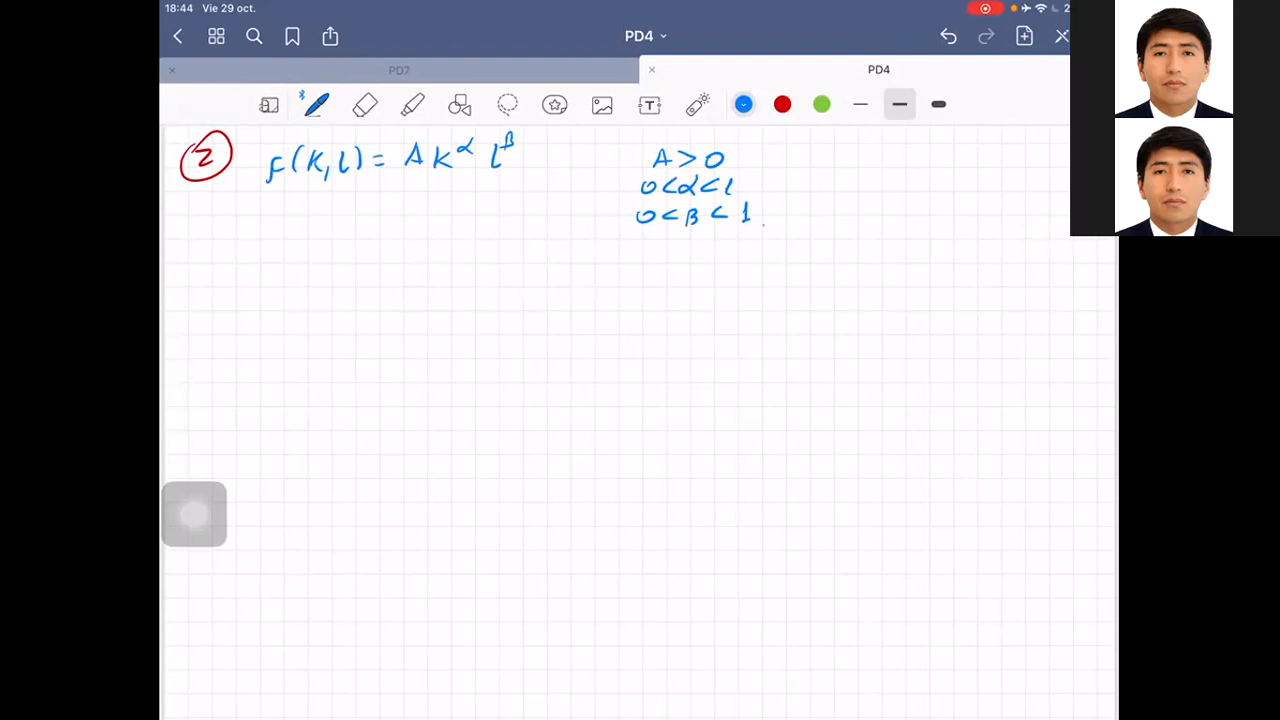 18:44 Vie 29 oct.
PD4
PD7
PD4
② f(K,l) = A K^α l^β
A > 0
0 < α < 1
0 < β < 1